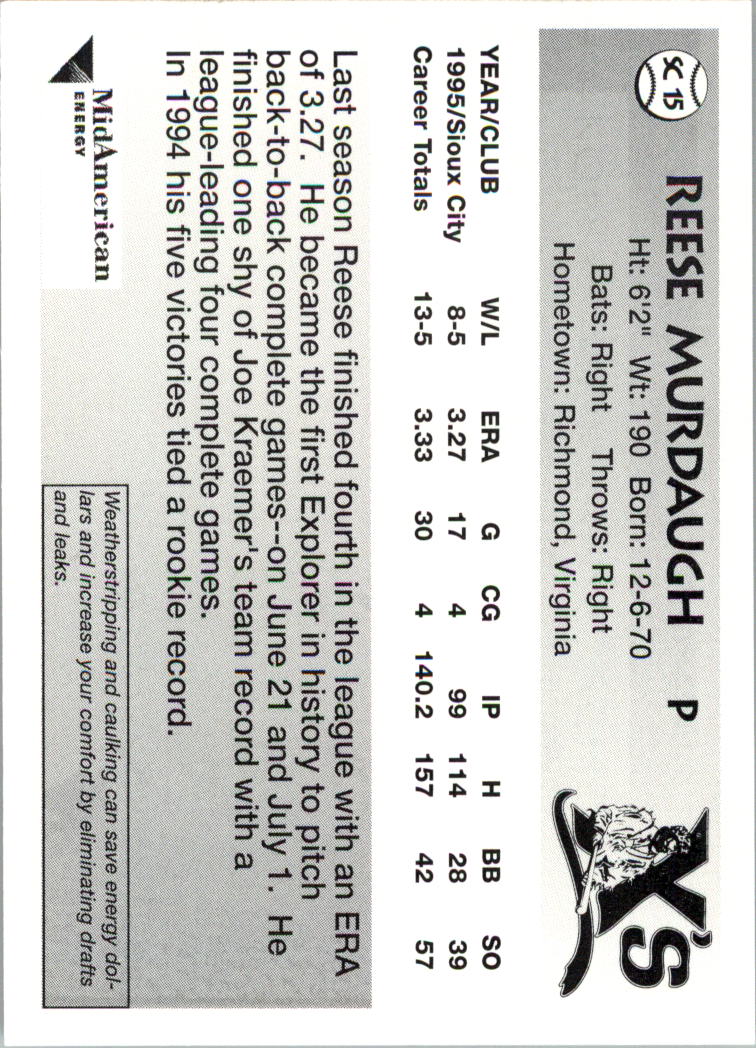 SC 15
REESE MURDAUGH P
Ht: 6'2" Wt: 190 Born: 12-6-70
Bats: Right Throws: Right
Hometown: Richmond, Virginia
X'S
YEAR/CLUB W/L ERA G CG IP H BB SO
1995/Sioux City 8-5 3.27 17 4 99 114 28 39
Career Totals 13-5 3.33 30 4 140.2 157 42 57
Last season Reese finished fourth in the league with an ERA
of 3.27. He became the first Explorer in history to pitch
back-to-back complete games--on June 21 and July 1. He
finished one shy of Joe Kraemer's team record with a
league-leading four complete games.
In 1994 his five victories tied a rookie record.
MidAmerican
ENERGY
Weatherstripping and caulking can save energy dol-
lars and increase your comfort by eliminating drafts
and leaks.